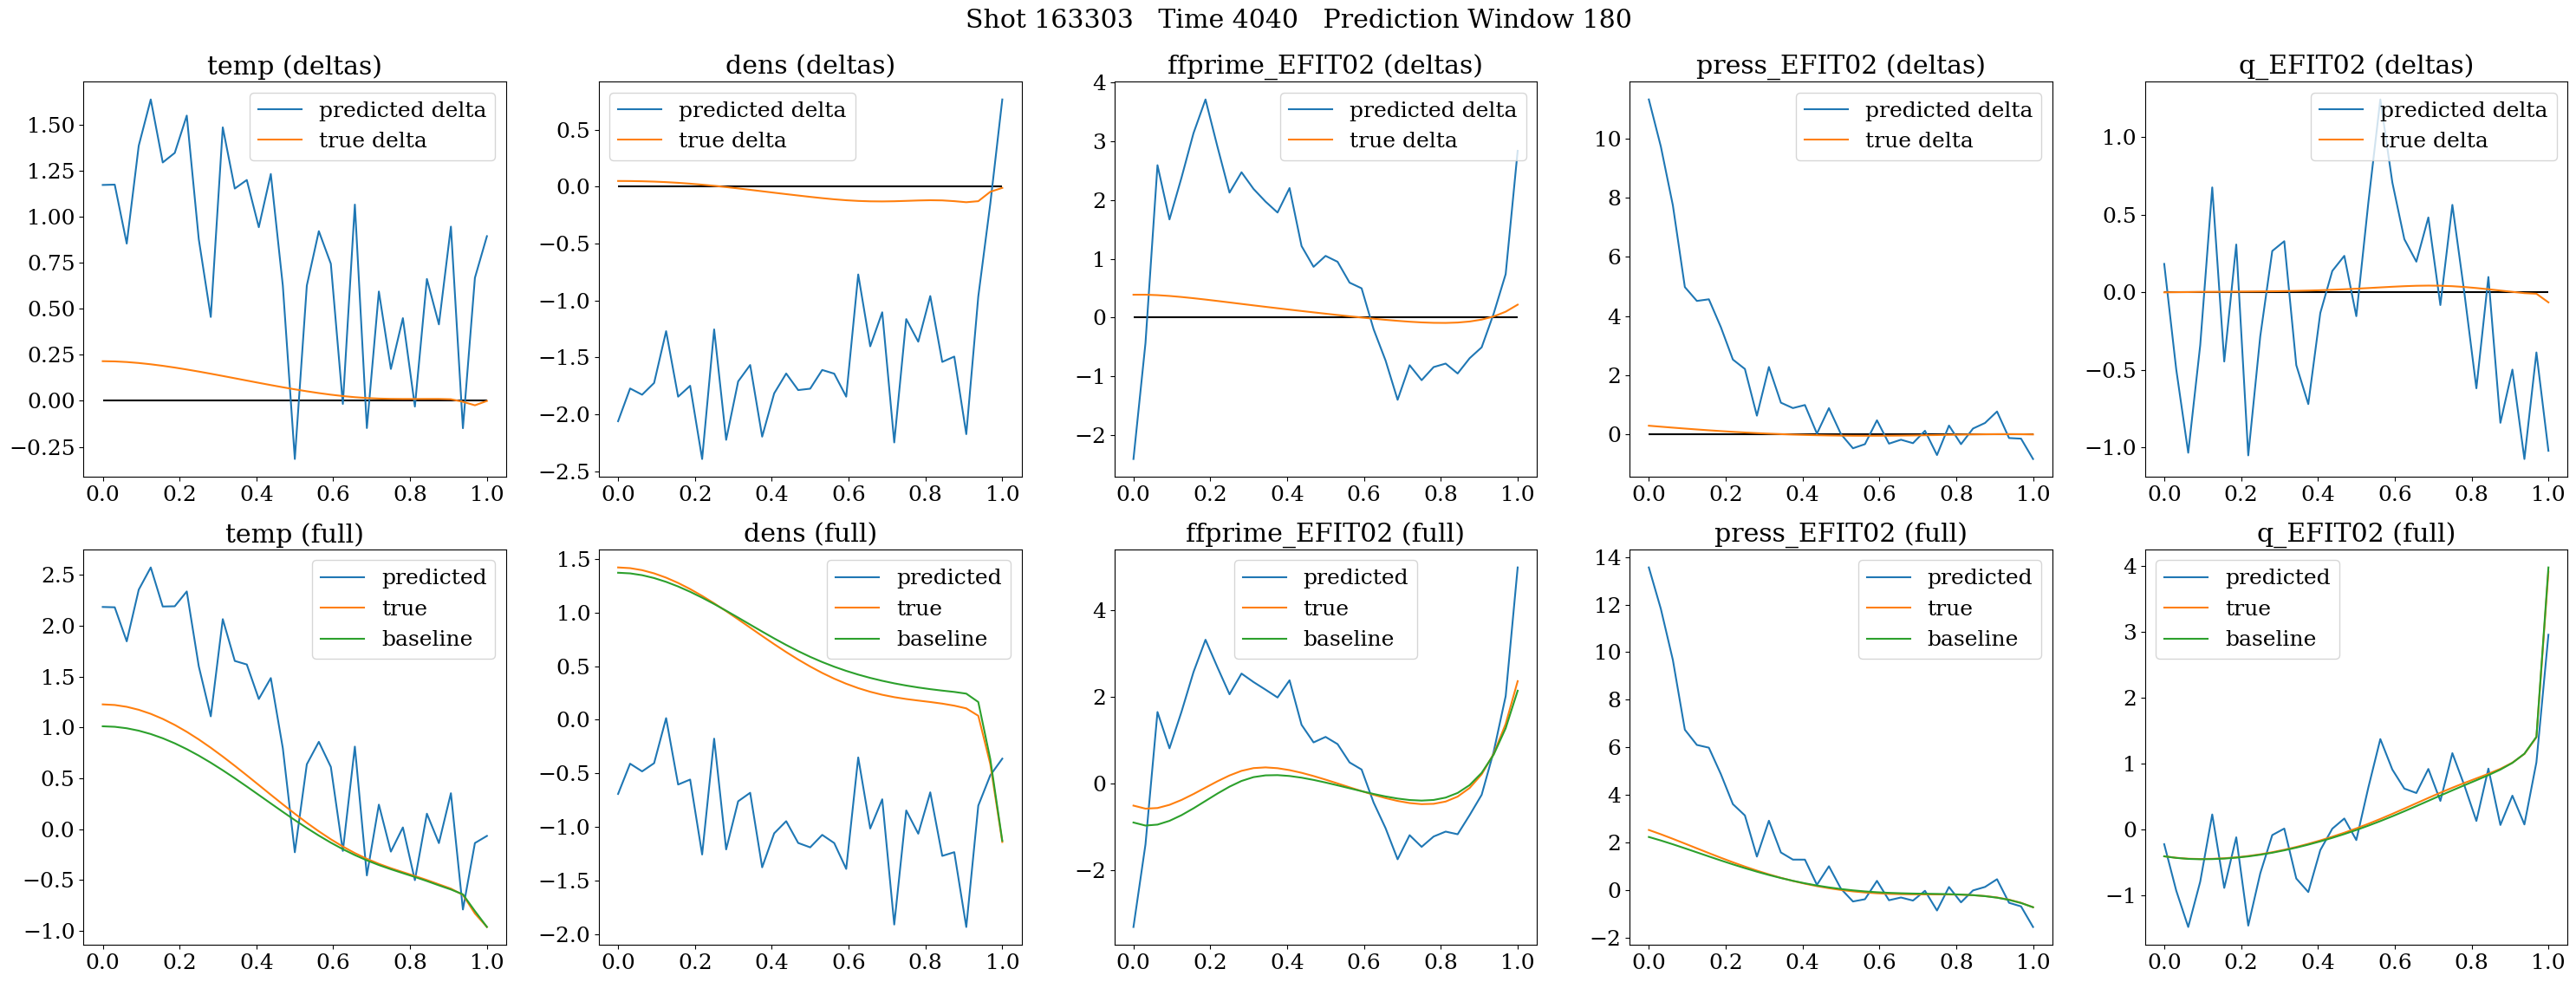 Shot 163303   Time 4040   Prediction Window 180
temp (deltas)
predicted delta
true delta
1.50
1.25
1.00
0.75
0.50
0.25
0.00
−0.25
0.0 0.2 0.4 0.6 0.8 1.0
dens (deltas)
predicted delta
true delta
0.5
0.0
−0.5
−1.0
−1.5
−2.0
−2.5
0.0 0.2 0.4 0.6 0.8 1.0
ffprime_EFIT02 (deltas)
predicted delta
true delta
4
3
2
1
0
−1
−2
0.0 0.2 0.4 0.6 0.8 1.0
press_EFIT02 (deltas)
predicted delta
true delta
10
8
6
4
2
0
0.0 0.2 0.4 0.6 0.8 1.0
q_EFIT02 (deltas)
predicted delta
true delta
1.0
0.5
0.0
−0.5
−1.0
0.0 0.2 0.4 0.6 0.8 1.0
temp (full)
predicted
true
baseline
2.5
2.0
1.5
1.0
0.5
0.0
−0.5
−1.0
0.0 0.2 0.4 0.6 0.8 1.0
dens (full)
predicted
true
baseline
1.5
1.0
0.5
0.0
−0.5
−1.0
−1.5
−2.0
0.0 0.2 0.4 0.6 0.8 1.0
ffprime_EFIT02 (full)
predicted
true
baseline
4
2
0
−2
0.0 0.2 0.4 0.6 0.8 1.0
press_EFIT02 (full)
predicted
true
baseline
14
12
10
8
6
4
2
0
−2
0.0 0.2 0.4 0.6 0.8 1.0
q_EFIT02 (full)
predicted
true
baseline
4
3
2
1
0
−1
0.0 0.2 0.4 0.6 0.8 1.0